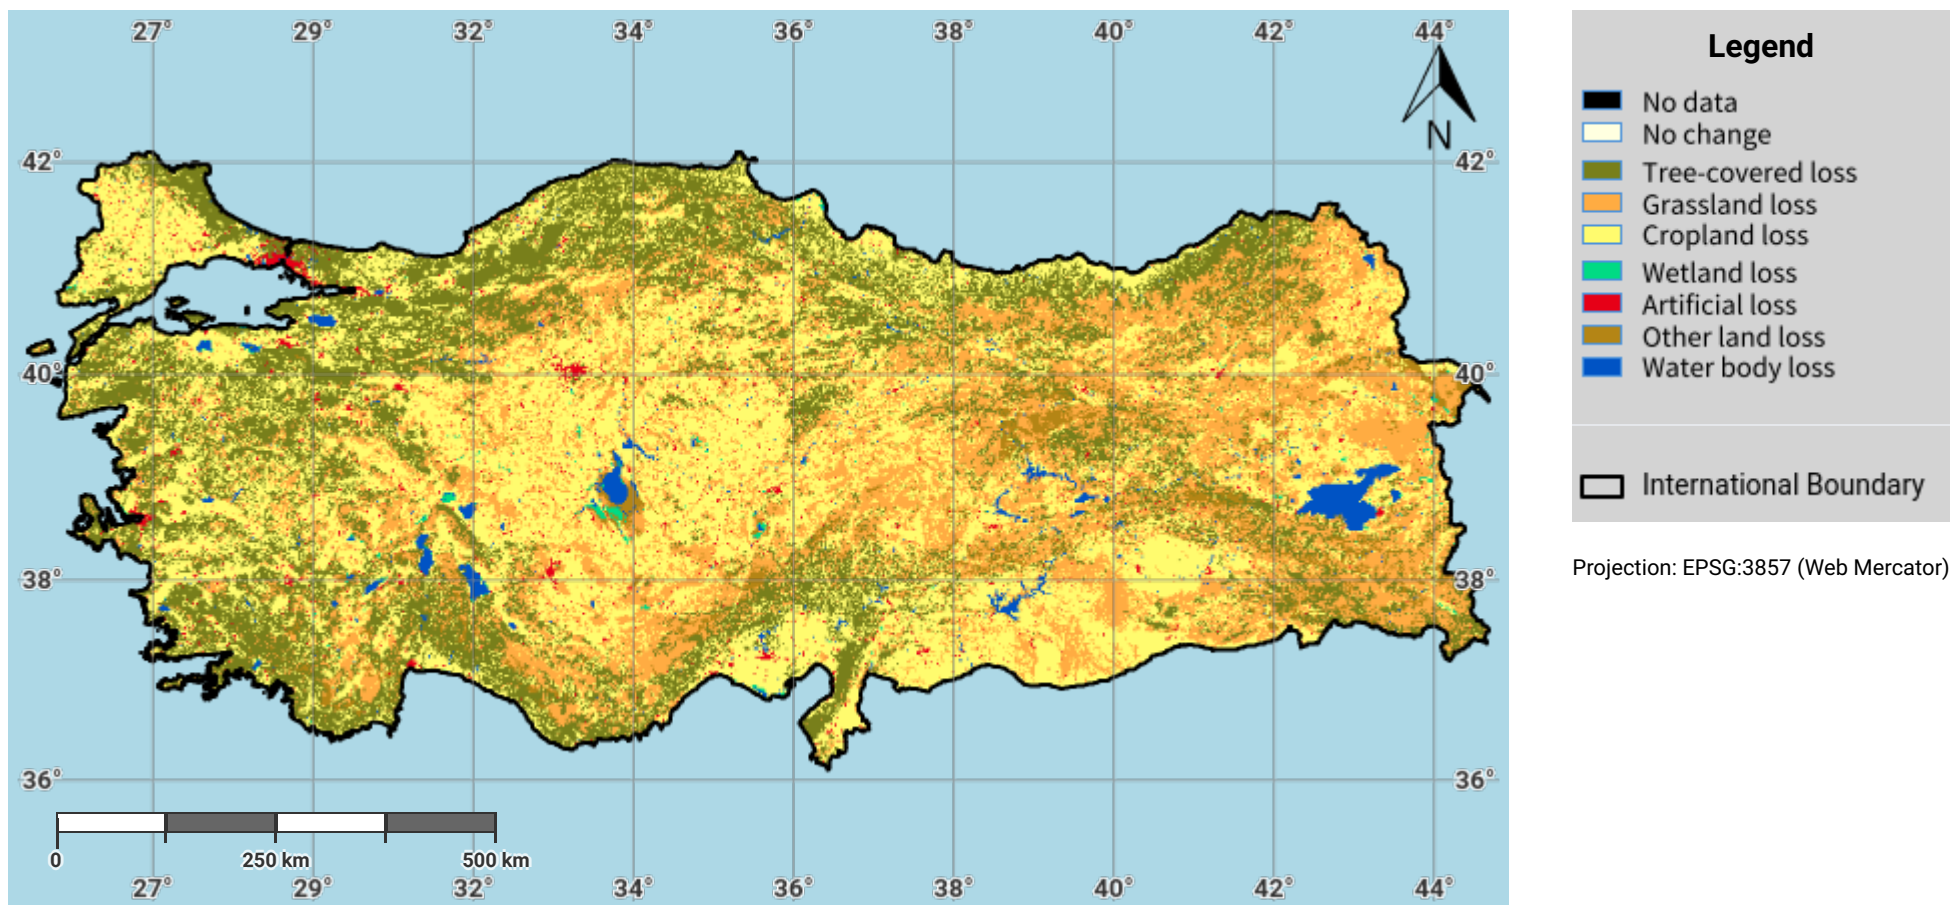 27° 29° 32° 34° 36° 38° 40° 42° 44°
N
42° 42°
40° 40°
38° 38°
36° 36°
0 250 km 500 km
27° 29° 32° 34° 36° 38° 40° 42° 44°
Legend
No data
No change
Tree-covered loss
Grassland loss
Cropland loss
Wetland loss
Artificial loss
Other land loss
Water body loss
International Boundary
Projection: EPSG:3857 (Web Mercator)